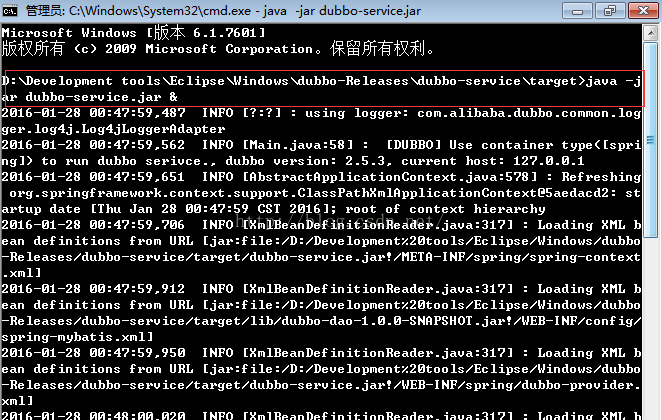 管理员: C:\Windows\System32\cmd.exe - java  -jar dubbo-service.jar
Microsoft Windows [版本 6.1.7601]
版权所有 (c) 2009 Microsoft Corporation。保留所有权利。
D:\Development tools\Eclipse\Windows\dubbo-Releases\dubbo-service\target>java -j
ar dubbo-service.jar &
2016-01-28 00:47:59,487  INFO [?:?] : using logger: com.alibaba.dubbo.common.log
ger.log4j.Log4jLoggerAdapter
2016-01-28 00:47:59,562  INFO [Main.java:58] :  [DUBBO] Use container type([spri
ng]) to run dubbo serivce., dubbo version: 2.5.3, current host: 127.0.0.1
2016-01-28 00:47:59,651  INFO [AbstractApplicationContext.java:578] : Refreshing
 org.springframework.context.support.ClassPathXmlApplicationContext@5aedacd2: st
artup date [Thu Jan 28 00:47:59 CST 2016]; root of context hierarchy
http://blog.csdn.net/
2016-01-28 00:47:59,706  INFO [XmlBeanDefinitionReader.java:317] : Loading XML b
ean definitions from URL [jar:file:/D:/Development%20tools/Eclipse/Windows/dubbo
-Releases/dubbo-service/target/dubbo-service.jar!/META-INF/spring/spring-context
.xml]
2016-01-28 00:47:59,912  INFO [XmlBeanDefinitionReader.java:317] : Loading XML b
ean definitions from URL [jar:file:/D:/Development%20tools/Eclipse/Windows/dubbo
-Releases/dubbo-service/target/lib/dubbo-dao-1.0.0-SNAPSHOT.jar!/WEB-INF/config/
spring-mybatis.xml]
2016-01-28 00:47:59,950  INFO [XmlBeanDefinitionReader.java:317] : Loading XML b
ean definitions from URL [jar:file:/D:/Development%20tools/Eclipse/Windows/dubbo
-Releases/dubbo-service/target/dubbo-service.jar!/WEB-INF/spring/dubbo-provider.
xml]
2016-01-28 00:48:00,020  INFO [XmlBeanDefinitionReader.java:317] : Loading XML b